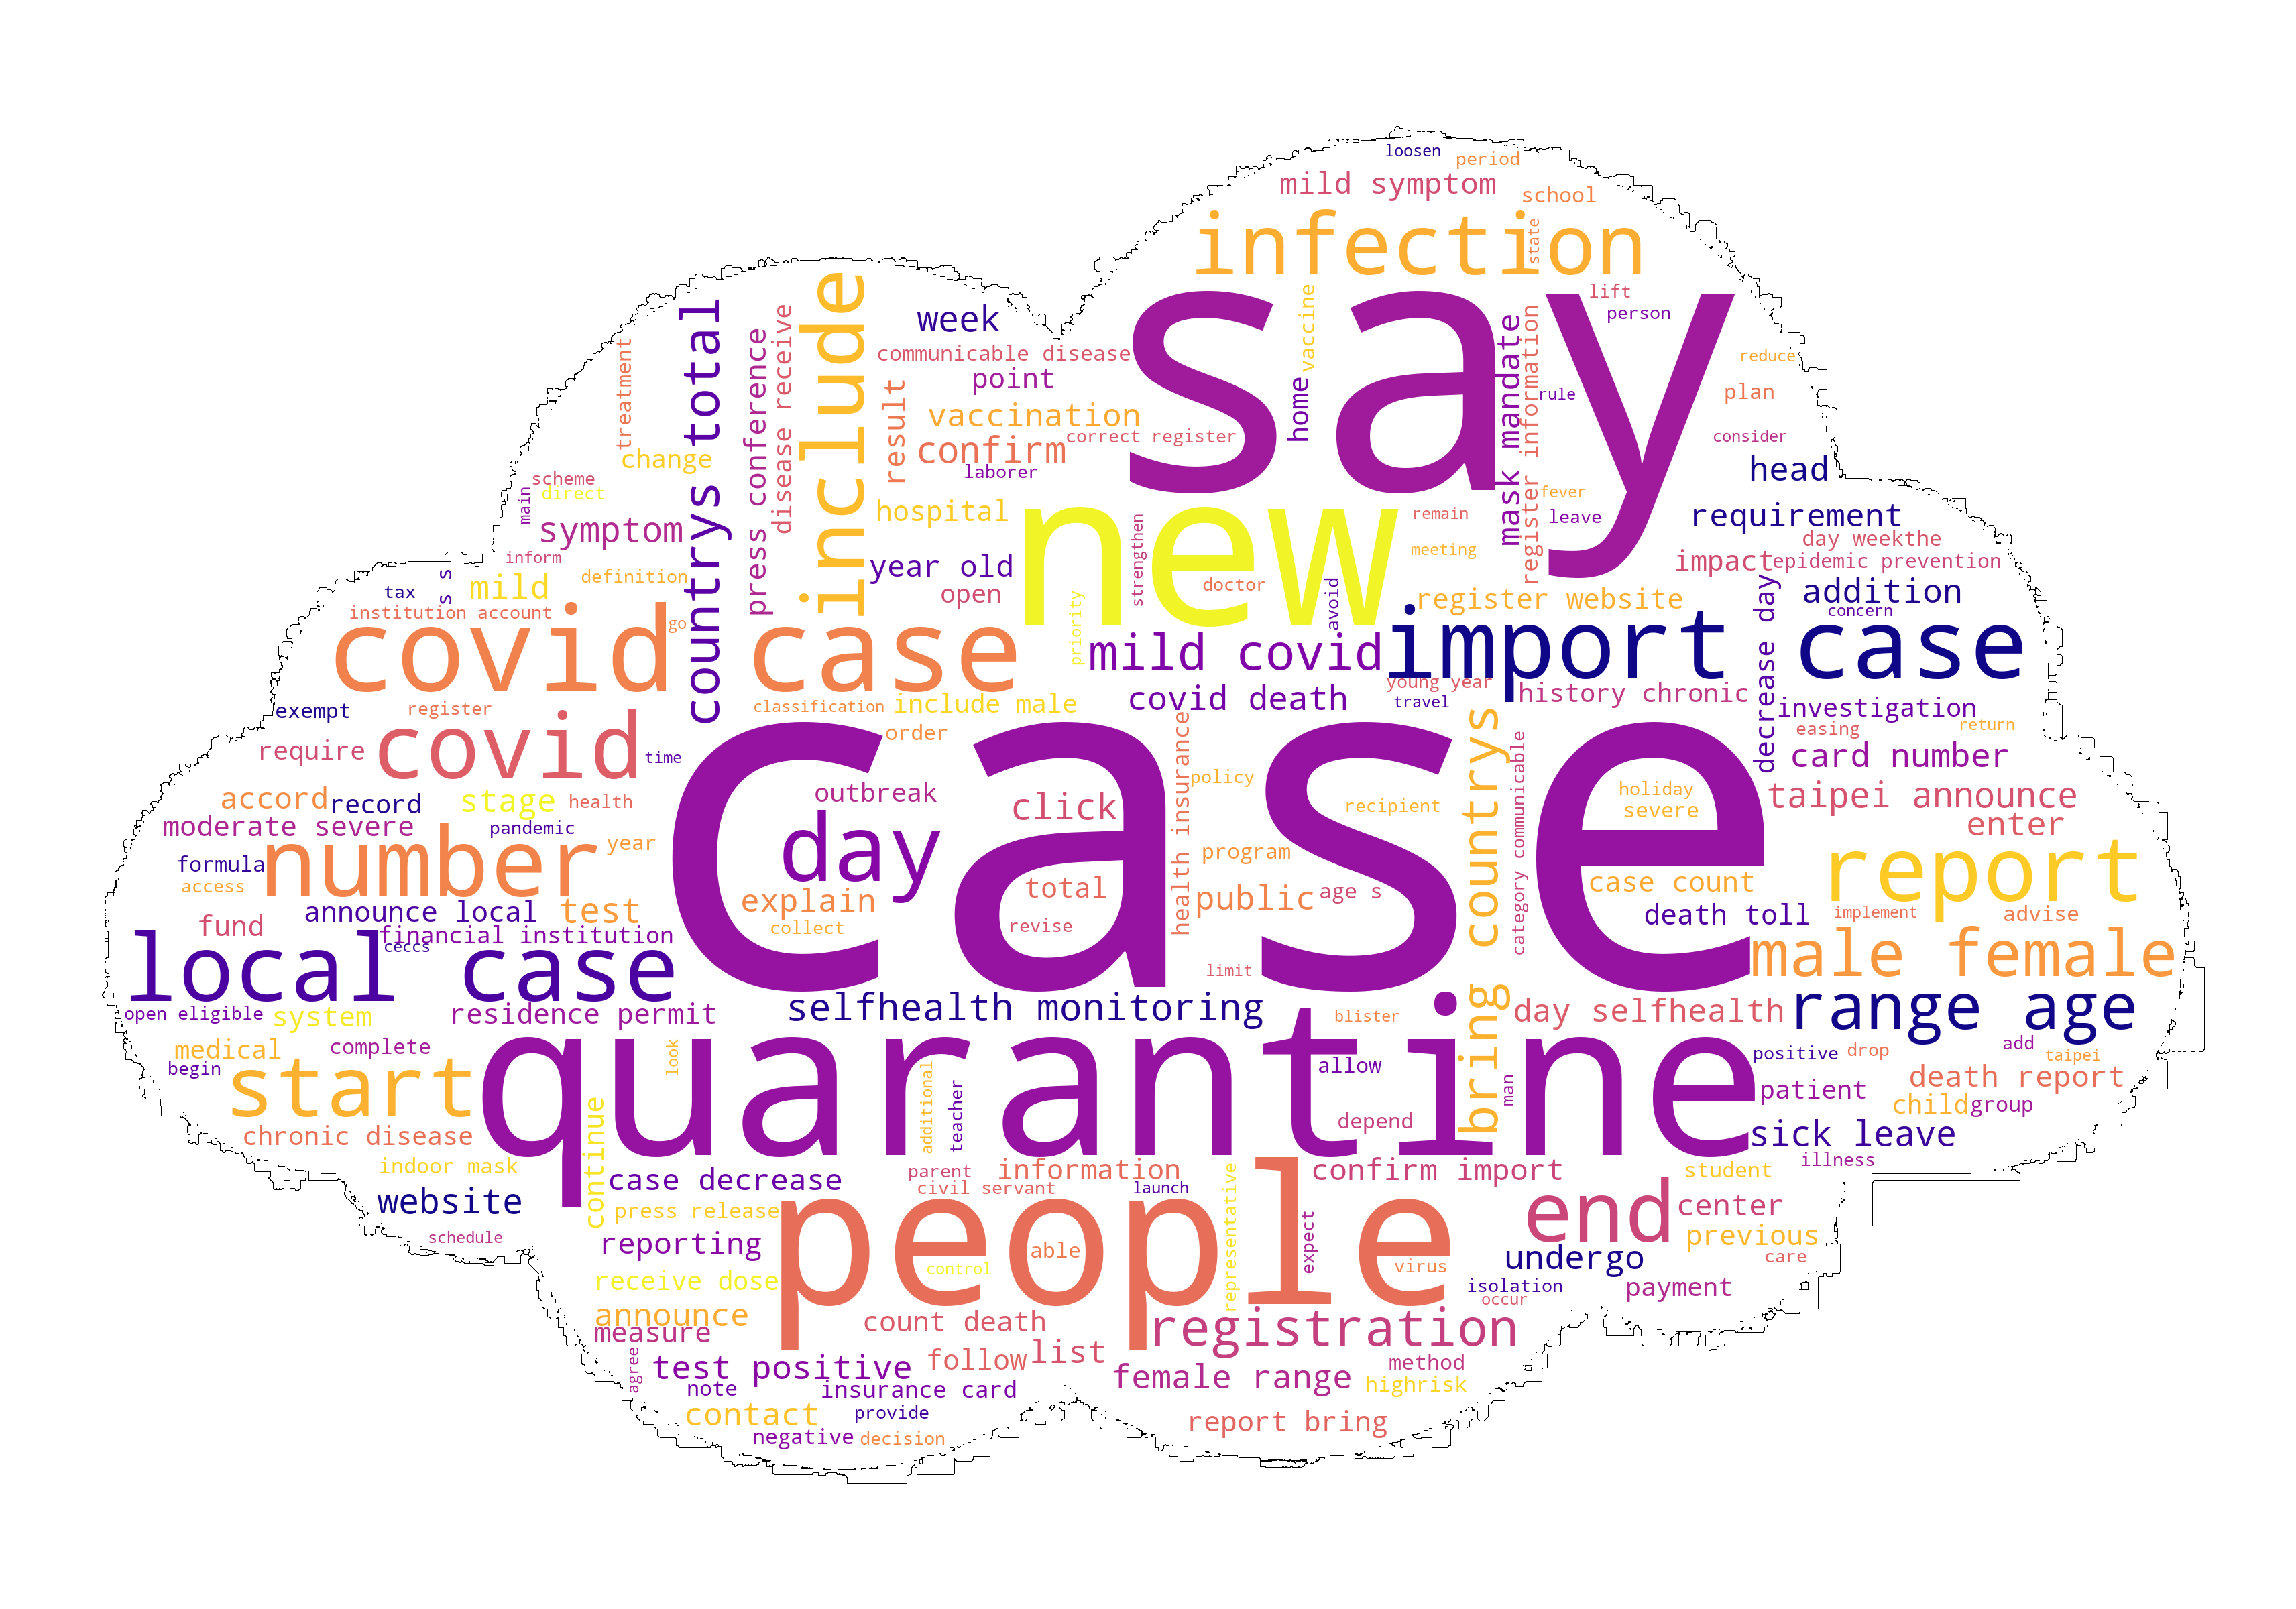 loosen
period
mild symptom
school
infection
state
say
include
countrys total
week
vaccine
lift
person
mask mandate
register information
treatment
press conference
disease receive
communicable disease
point
reduce
result
vaccination
home
rule
plan
change
confirm
correct register
consider
laborer
head
scheme
direct
main
hospital
new
fever
leave
remain
requirement
symptom
strengthen
day weekthe
inform
year old
meeting
impact
epidemic prevention
s s
mild
definition
doctor
avoid
tax
open
priority
register website
decrease day
addition
institution account
concern
covid case
go
mild covid
import case
young year
history chronic
exempt
register
classification
include male
covid death
travel
investigation
require
covid
time
order
case
health insurance
bring countrys
category communicable
easing
return
card number
accord
record
stage
health
outbreak
day
click
policy
recipient
holiday
severe
taipei announce
moderate severe
pandemic
enter
number
year
program
report
formula
access
explain
total
public
age s
case count
fund
announce local
test
collect
revise
death toll
implement
advise
financial institution
local case
ceccs
limit
male female
open eligible
system
residence permit
selfhealth monitoring
blister
day selfhealth
range age
medical
complete
look
quarantine
allow
positive
drop
add
taipei
begin
start
additional
teacher
man
patient
death report
continue
depend
child
group
chronic disease
sick leave
indoor mask
case decrease
parent
information
confirm import
student
illness
website
civil servant
launch
representative
people
end
center
press release
schedule
reporting
able
expect
previous
control
virus
undergo
care
receive dose
isolation
payment
occur
announce
count death
registration
measure
agree
test positive
follow
list
method
note
insurance card
female range
highrisk
contact
provide
report bring
negative
decision